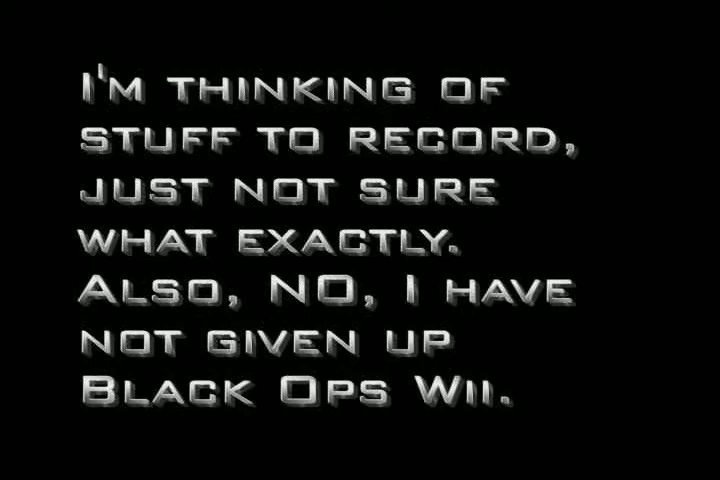 I'm thinking of
stuff to record,
just not sure
what exactly.
Also, NO, I have
not given up
Black Ops Wii.